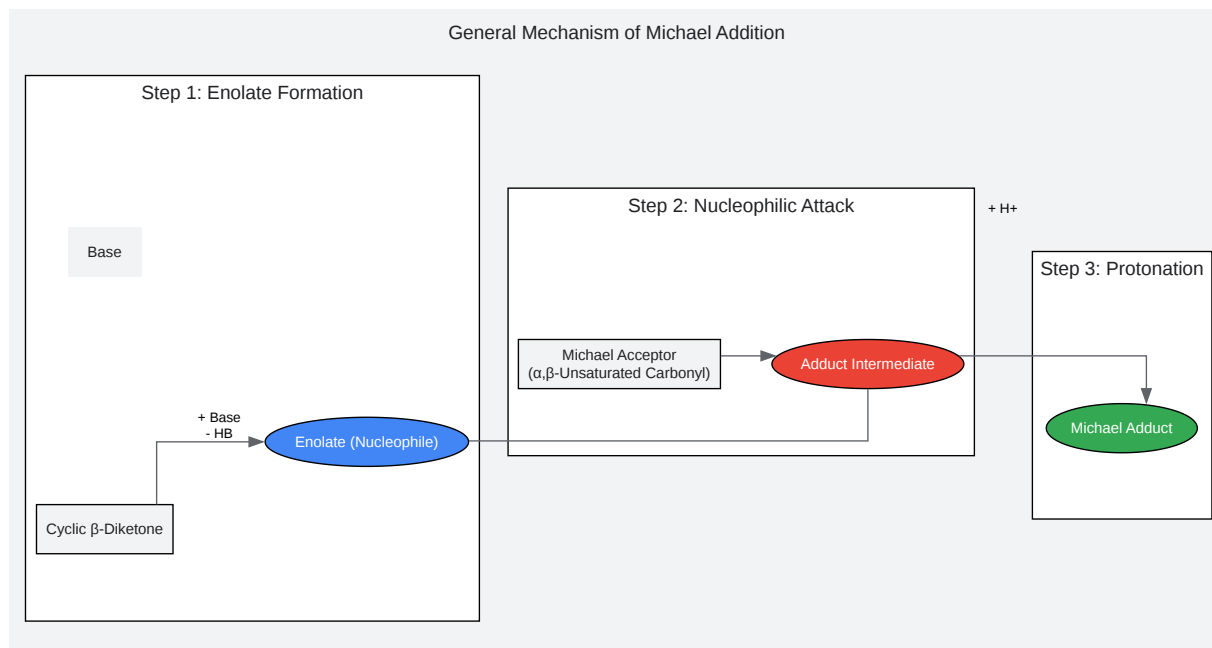 General Mechanism of Michael Addition
Step 1: Enolate Formation
Base
+ Base
- HB
Enolate (Nucleophile)
Cyclic β-Diketone
Step 2: Nucleophilic Attack
Michael Acceptor
(α,β-Unsaturated Carbonyl)
Adduct Intermediate
+ H+
Step 3: Protonation
Michael Adduct